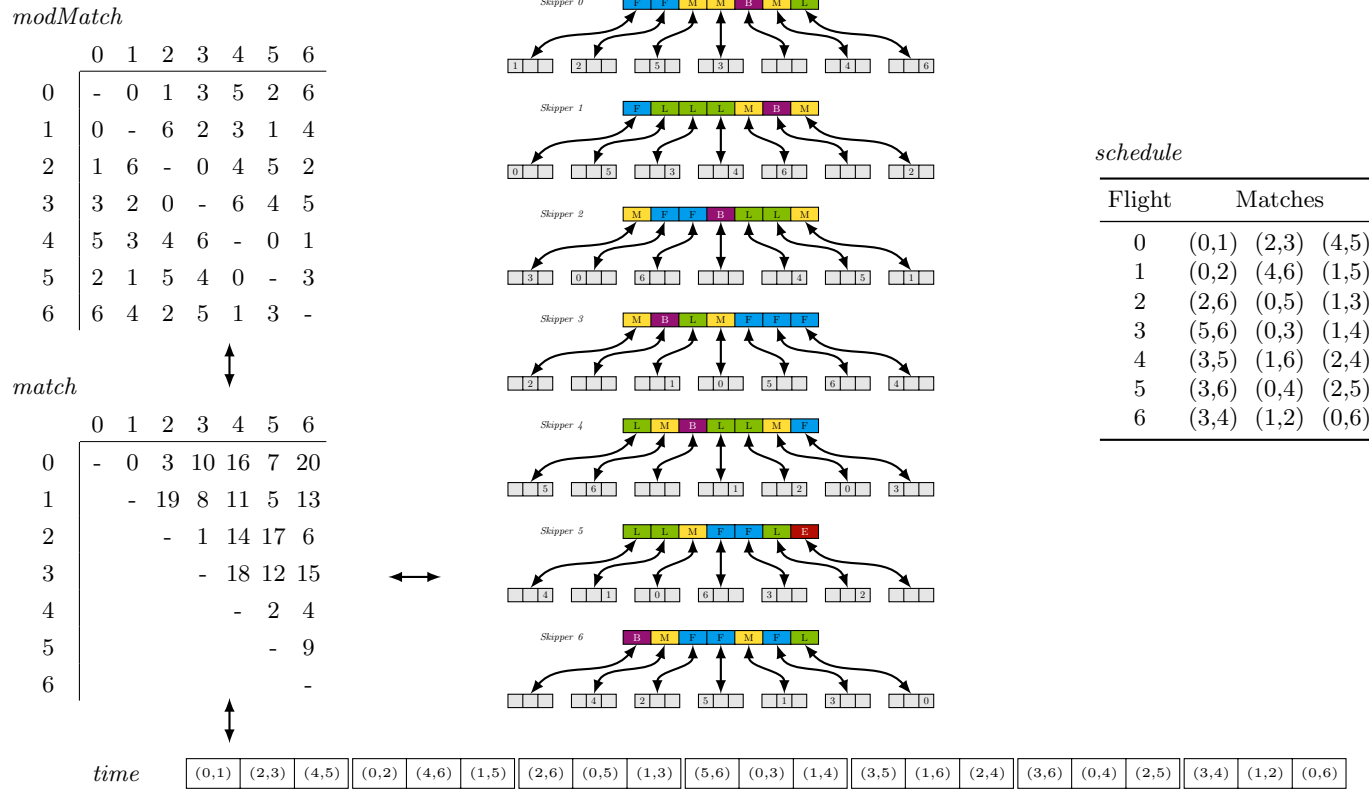 modMatch
0 1 2 3 4 5 6
0 - 0 1 3 5 2 6
1 0 - 6 2 3 1 4
2 1 6 - 0 4 5 2
3 3 2 0 - 6 4 5
4 5 3 4 6 - 0 1
5 2 1 5 4 0 - 3
6 6 4 2 5 1 3 -
match
0 1 2 3 4 5 6
0 - 0 3 10 16 7 20
1 - 19 8 11 5 13
2 - 1 14 17 6
3 - 18 12 15
4 - 2 4
5 - 9
6 -
Skipper 0
F F M M B M L
1 2 5 3 4 6
Skipper 1
F L L L M B M
0 5 3 4 6 2
Skipper 2
M F F B L L M
3 0 6 4 5 1
Skipper 3
M B L M F F F
2 1 0 5 6 4
Skipper 4
L M B L L M F
5 6 1 2 0 3
Skipper 5
L L M F F L E
4 1 0 6 3 2
Skipper 6
B M F F M F L
4 2 5 1 3 0
schedule
Flight Matches
0 (0,1) (2,3) (4,5)
1 (0,2) (4,6) (1,5)
2 (2,6) (0,5) (1,3)
3 (5,6) (0,3) (1,4)
4 (3,5) (1,6) (2,4)
5 (3,6) (0,4) (2,5)
6 (3,4) (1,2) (0,6)
time (0,1) (2,3) (4,5) (0,2) (4,6) (1,5) (2,6) (0,5) (1,3) (5,6) (0,3) (1,4) (3,5) (1,6) (2,4) (3,6) (0,4) (2,5) (3,4) (1,2) (0,6)